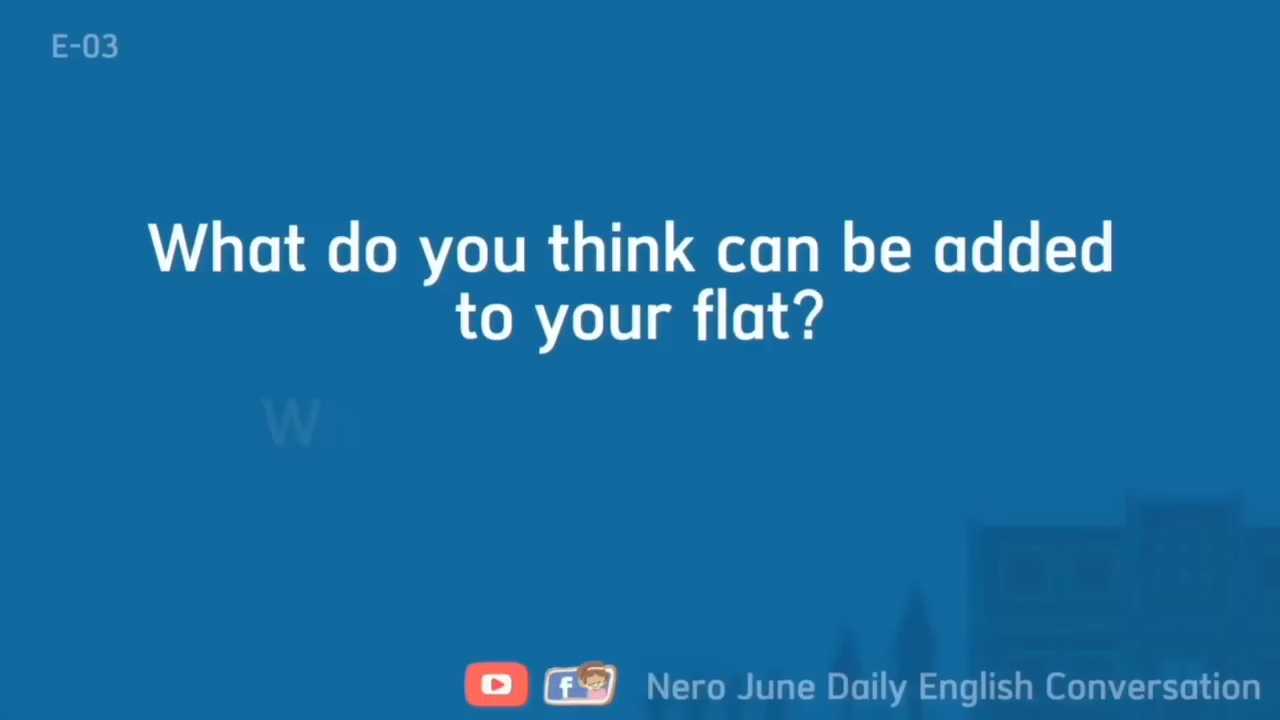 E-03
What do you think can be added
to your flat?
Nero June Daily English Conversation